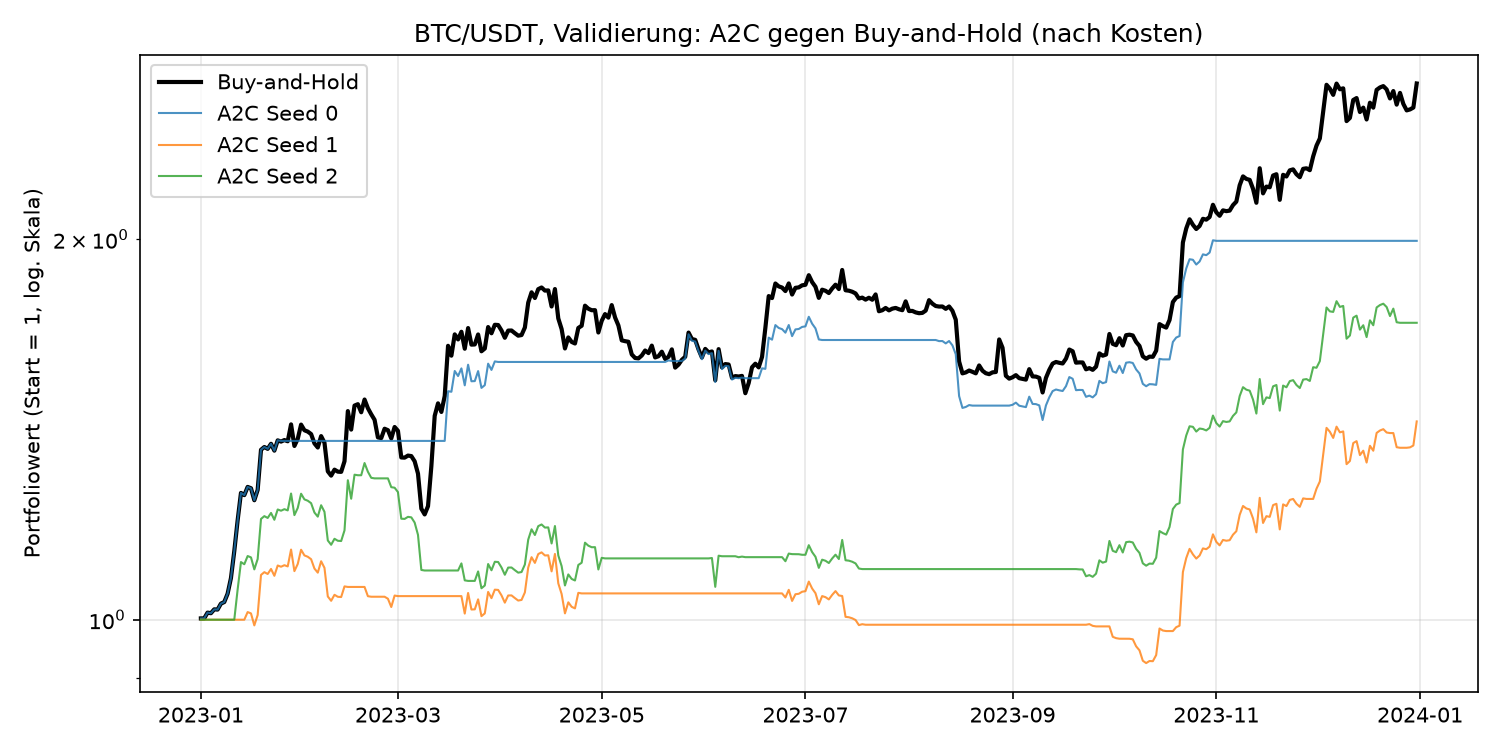 BTC/USDT, Validierung: A2C gegen Buy-and-Hold (nach Kosten)
Buy-and-Hold
A2C Seed 0
A2C Seed 1
A2C Seed 2
Portfoliowert (Start = 1, log. Skala)
2 × 10⁰
10⁰
2023-01
2023-03
2023-05
2023-07
2023-09
2023-11
2024-01